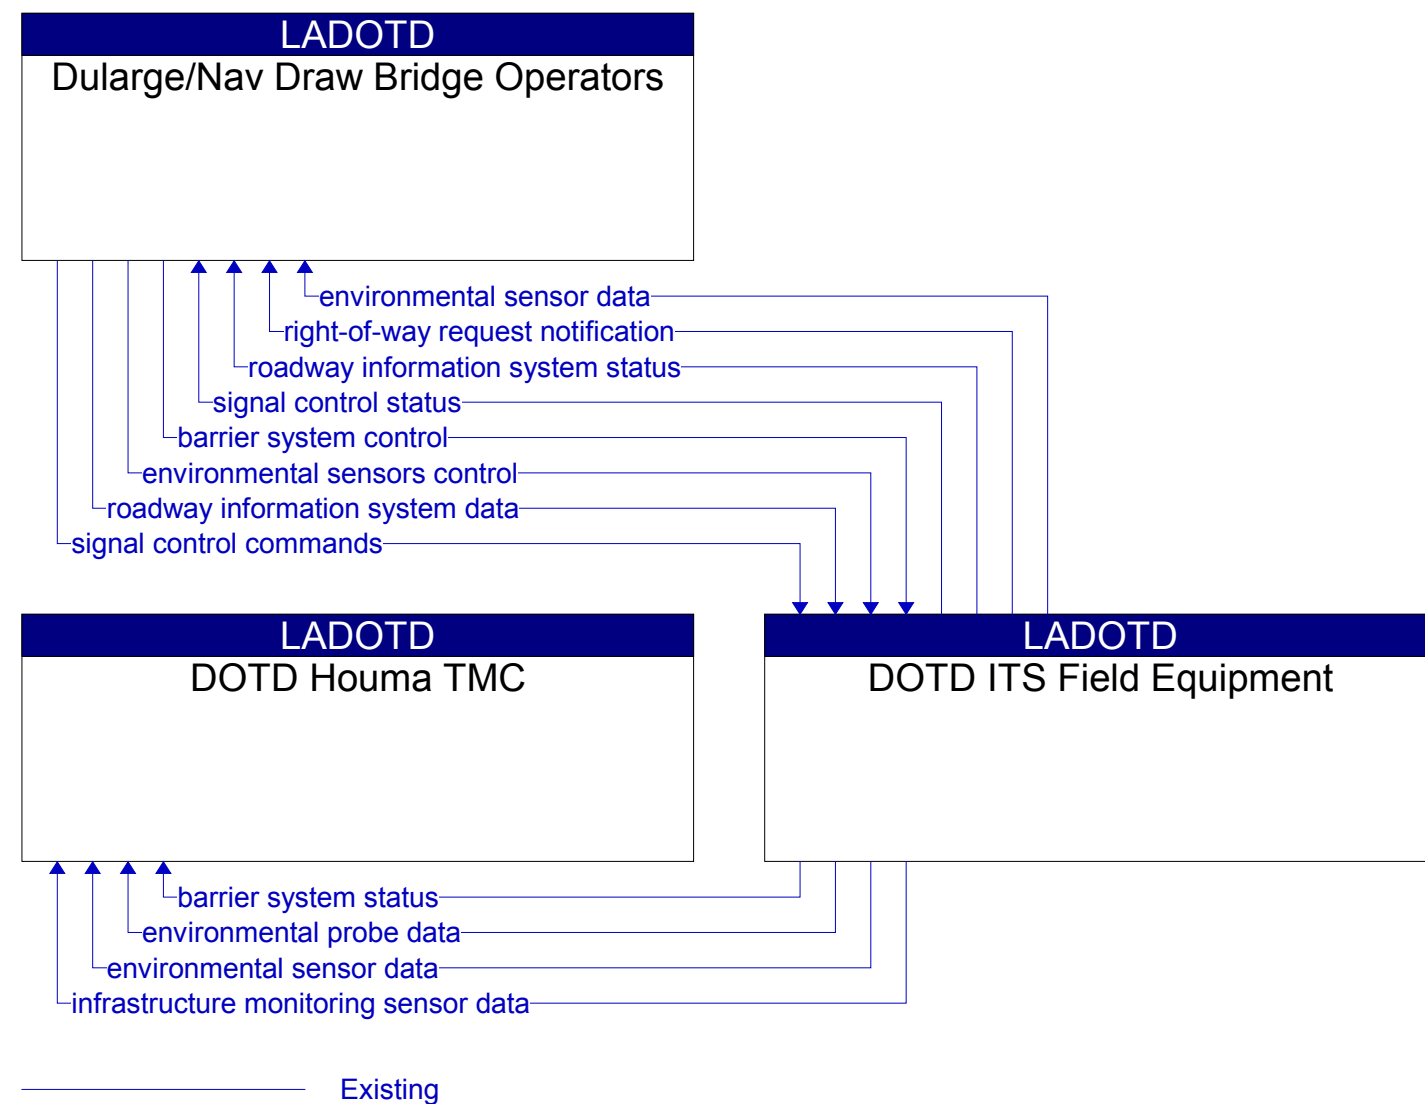 LADOTD
Dularge/Nav Draw Bridge Operators
environmental sensor data
right-of-way request notification
roadway information system status
signal control status
barrier system control
environmental sensors control
roadway information system data
signal control commands
LADOTD
DOTD Houma TMC
LADOTD
DOTD ITS Field Equipment
barrier system status
environmental probe data
environmental sensor data
infrastructure monitoring sensor data
Existing